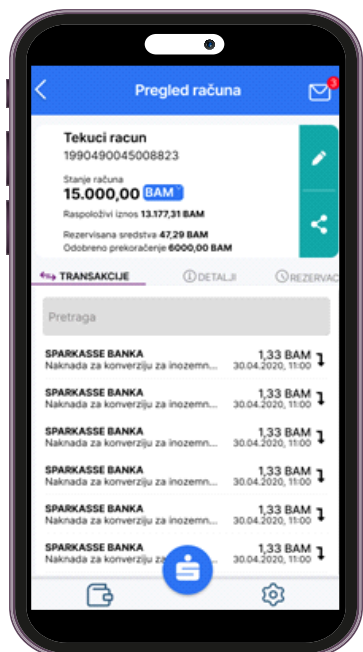 Pregled računa
3
Tekuci racun
1990490045008823
Stanje računa
15.000,00 BAM
Raspoloživi iznos 13.177,31 BAM
Rezervisana sredstva 47,29 BAM
Odobreno prekoračenje 6000,00 BAM
TRANSAKCIJE DETALJI REZERVAC
Pretraga
SPARKASSE BANKA 1,33 BAM
Naknada za konverziju za inozemn... 30.04.2020, 11:00
SPARKASSE BANKA 1,33 BAM
Naknada za konverziju za inozemn... 30.04.2020, 11:00
SPARKASSE BANKA 1,33 BAM
Naknada za konverziju za inozemn... 30.04.2020, 11:00
SPARKASSE BANKA 1,33 BAM
Naknada za konverziju za inozemn... 30.04.2020, 11:00
SPARKASSE BANKA 1,33 BAM
Naknada za konverziju za inozemn... 30.04.2020, 11:00
SPARKASSE BANKA 1,33 BAM
Naknada za konverziju za 30.04.2020, 11:00